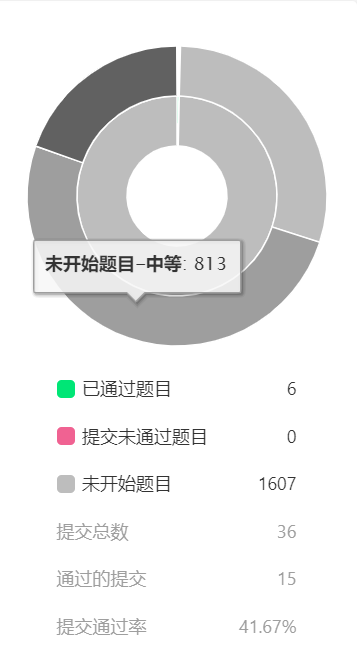 未开始题目-中等: 813
已通过题目 6
提交未通过题目 0
未开始题目 1607
提交总数 36
通过的提交 15
提交通过率 41.67%